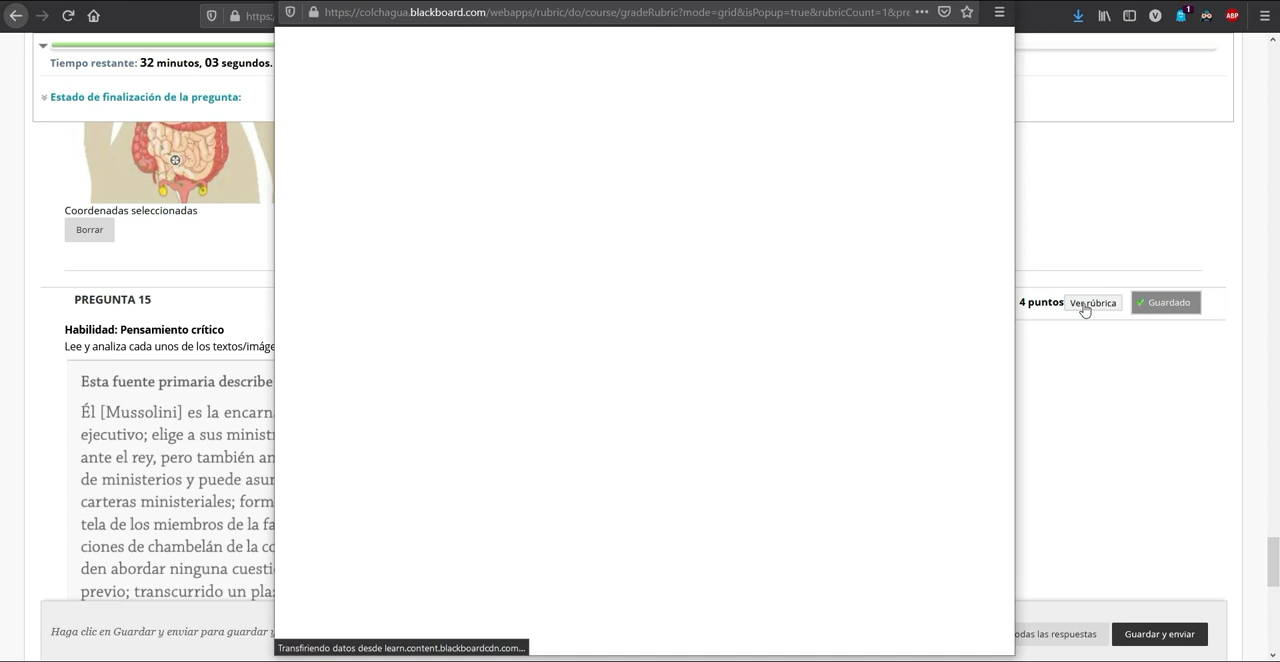 https:
https://colchagua.blackboard.com/webapps/rubric/do/course/gradeRubric?mode=grid&isPopup=true&rubricCount=1&pre
1
ABP
Tiempo restante: 32 minutos, 03 segundos.
Estado de finalización de la pregunta:
Coordenadas seleccionadas
Borrar
PREGUNTA 15
4 puntos
Ver rúbrica
Guardado
Habilidad: Pensamiento crítico
Lee y analiza cada unos de los textos/imáge
Esta fuente primaria describe
Él [Mussolini] es la encarn
ejecutivo; elige a sus minist
ante el rey, pero también an
de ministerios y puede asu
carteras ministeriales; form
tela de los miembros de la fa
ciones de chambelán de la co
den abordar ninguna cuesti
previo; transcurrido un pla
Haga clic en Guardar y enviar para guardar y
odas las respuestas
Guardar y enviar
Transfiriendo datos desde learn.content.blackboardcdn.com...